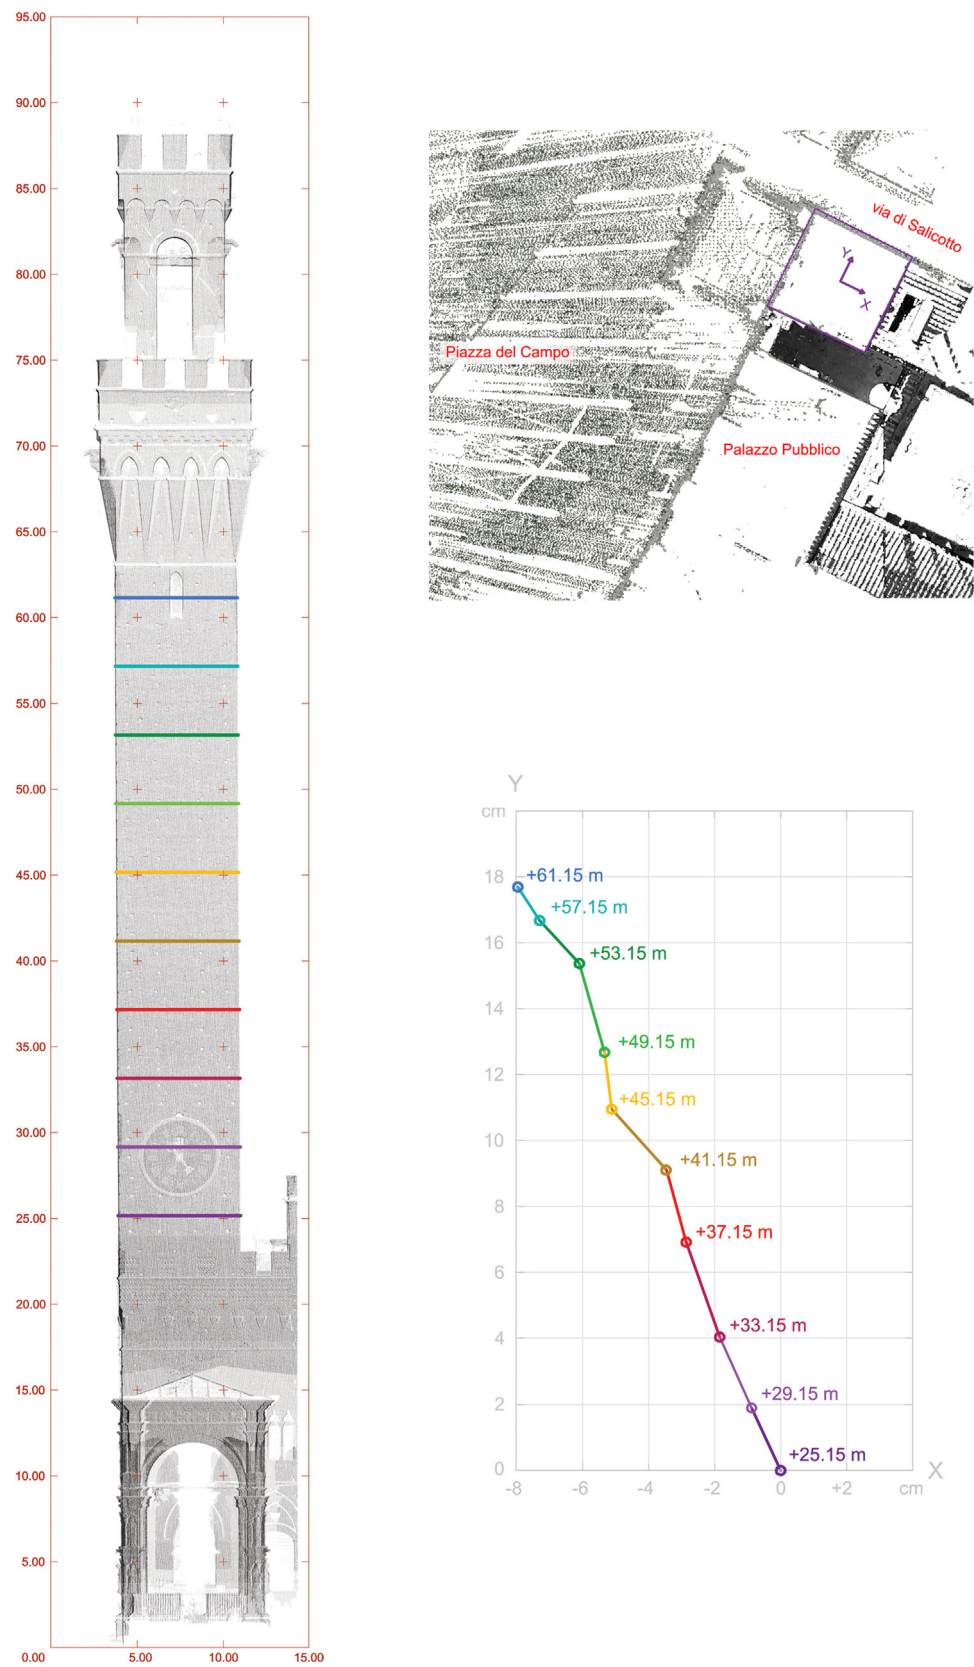 95.00
90.00
85.00
80.00
75.00
70.00
65.00
60.00
55.00
50.00
45.00
40.00
35.00
30.00
25.00
20.00
15.00
10.00
5.00
0.00
5.00
10.00
15.00
via di Salicotto
Y
X
Piazza del Campo
Palazzo Pubblico
Y
cm
18
16
14
12
10
8
6
4
2
0
+61.15 m
+57.15 m
+53.15 m
+49.15 m
+45.15 m
+41.15 m
+37.15 m
+33.15 m
+29.15 m
+25.15 m
X
-8
-6
-4
-2
0
+2
cm